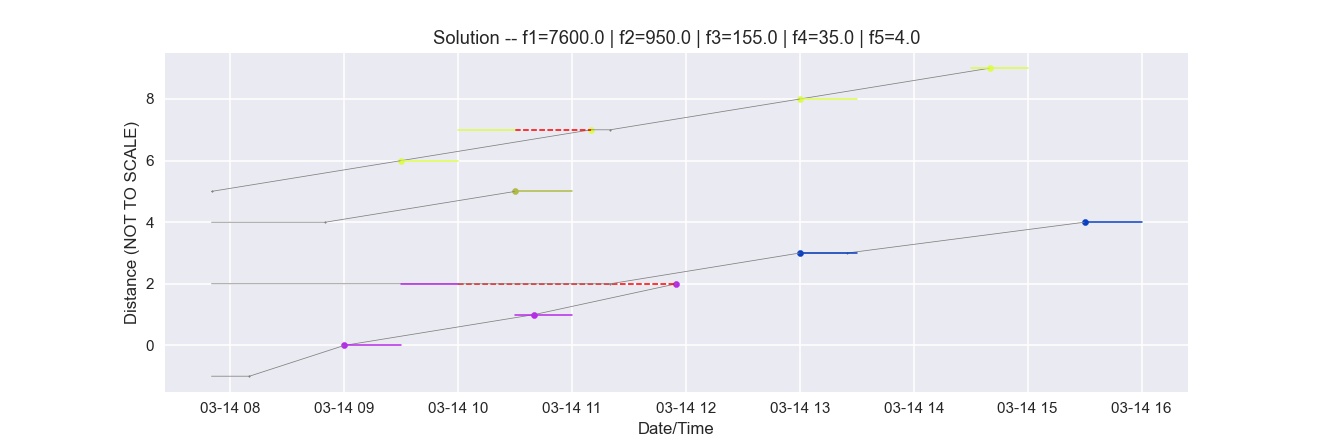 Solution -- f1=7600.0 | f2=950.0 | f3=155.0 | f4=35.0 | f5=4.0
Distance (NOT TO SCALE)
8
6
4
2
0
03-14 08 03-14 09 03-14 10 03-14 11 03-14 12 03-14 13 03-14 14 03-14 15 03-14 16
Date/Time